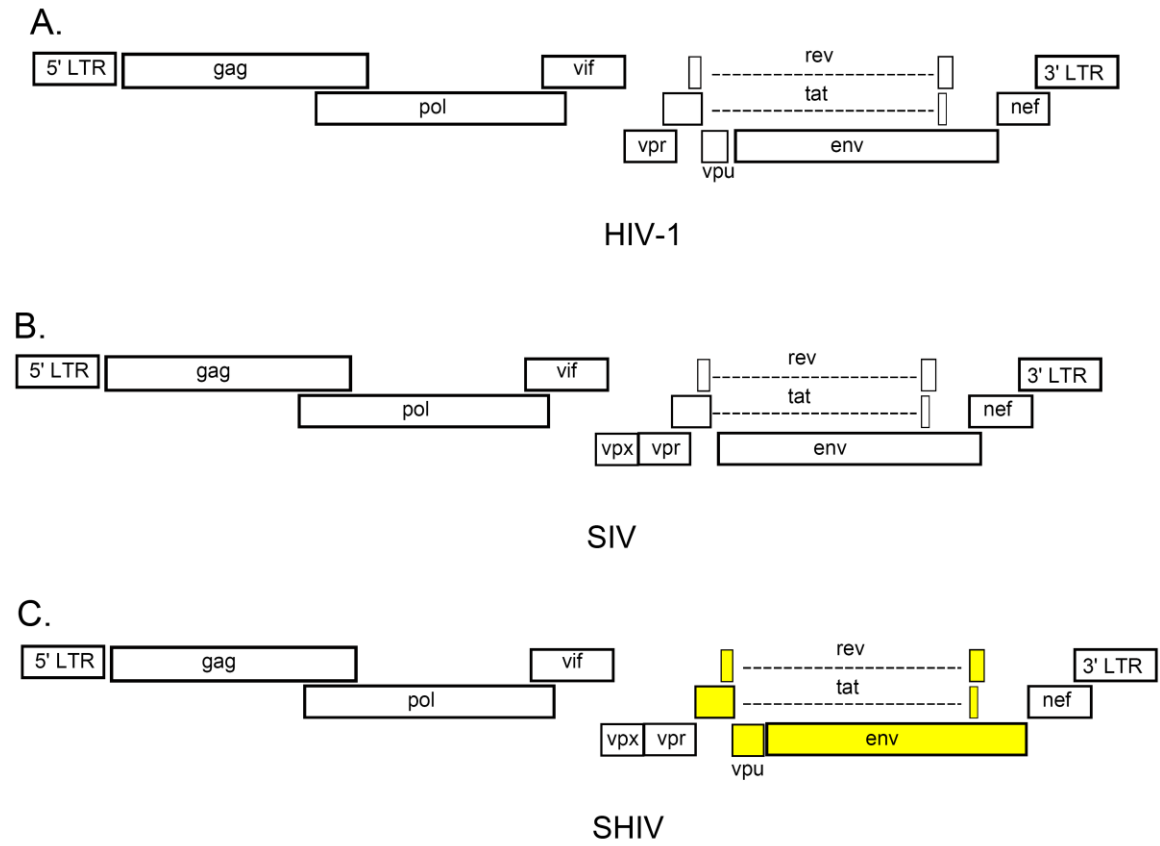 A.
5' LTR gag vif rev 3' LTR
pol tat nef
vpr vpu env
HIV-1
B.
5' LTR gag vif rev 3' LTR
pol tat nef
vpx vpr env
SIV
C.
5' LTR gag vif rev 3' LTR
pol tat nef
vpx vpr env
vpu
SHIV